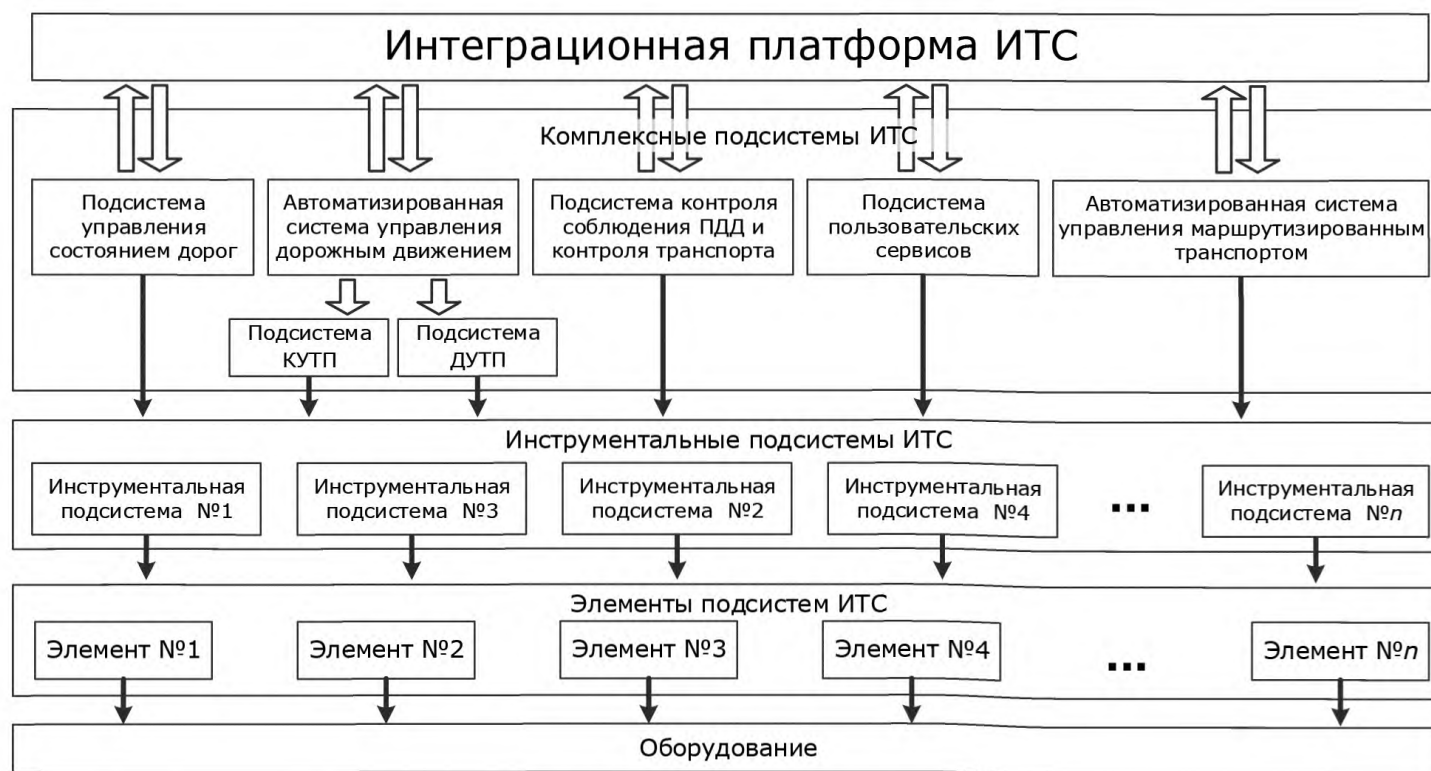 Интеграционная платформа ИТС
Комплексные подсистемы ИТС
Подсистема
управления
состоянием дорог
Автоматизированная
система управления
дорожным движением
Подсистема контроля
соблюдения ПДД и
контроля транспорта
Подсистема
пользовательских
сервисов
Автоматизированная система
управления маршрутизированным
транспортом
Подсистема
КУТП
Подсистема
ДУТП
Инструментальные подсистемы ИТС
Инструментальная
подсистема №1
Инструментальная
подсистема №3
Инструментальная
подсистема №2
Инструментальная
подсистема №4
...
Инструментальная
подсистема №n
Элементы подсистем ИТС
Элемент №1
Элемент №2
Элемент №3
Элемент №4
...
Элемент №n
Оборудование